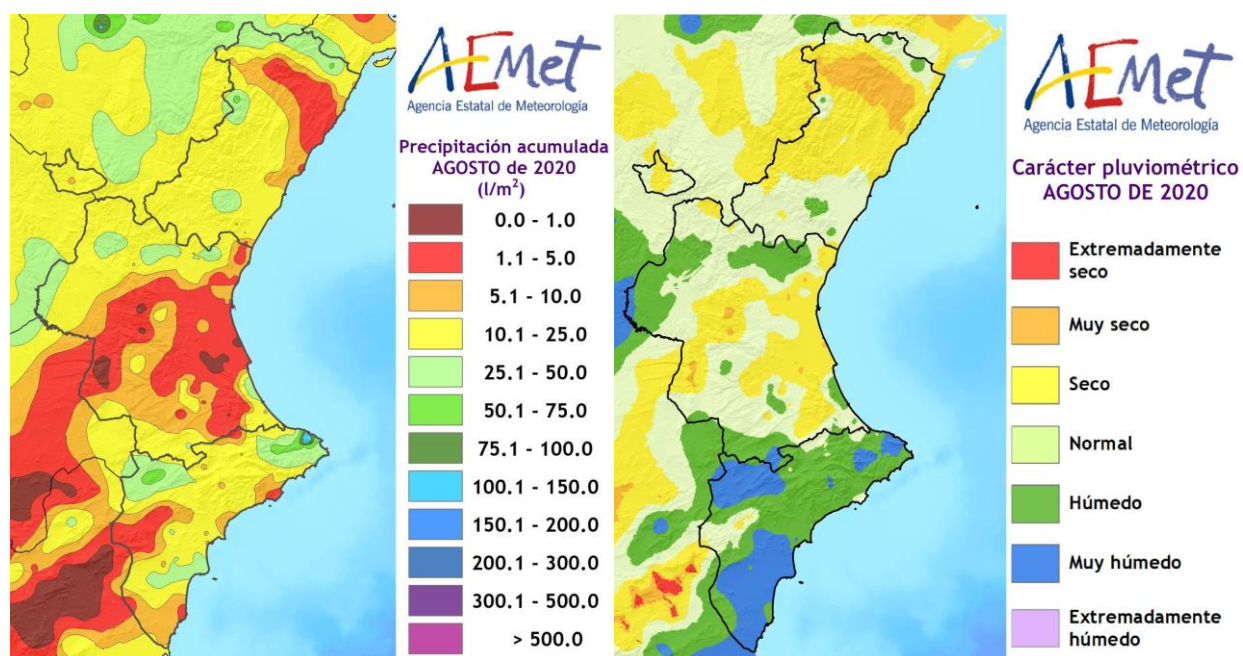 AEMet
Agencia Estatal de Meteorología
Precipitación acumulada
AGOSTO de 2020
(l/m²)
0.0 - 1.0
1.1 - 5.0
5.1 - 10.0
10.1 - 25.0
25.1 - 50.0
50.1 - 75.0
75.1 - 100.0
100.1 - 150.0
150.1 - 200.0
200.1 - 300.0
300.1 - 500.0
> 500.0
AEMet
Agencia Estatal de Meteorología
Carácter pluviométrico
AGOSTO DE 2020
Extremadamente
seco
Muy seco
Seco
Normal
Húmedo
Muy húmedo
Extremadamente
húmedo